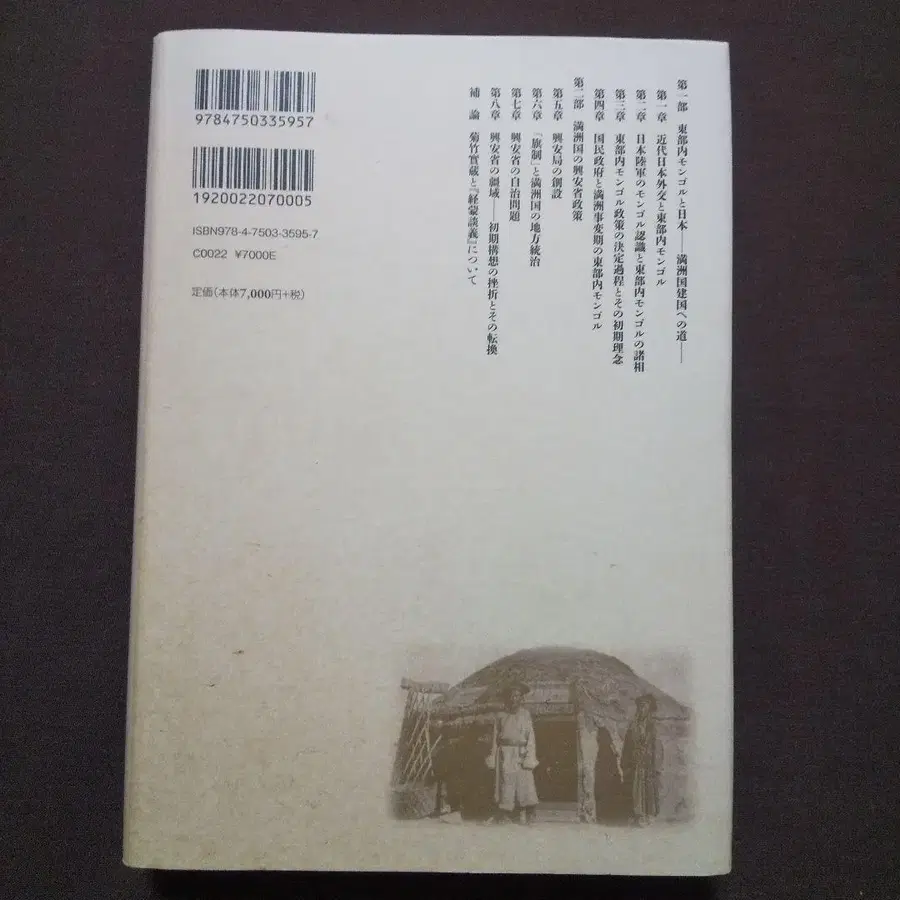 第一部 東部内モンゴルと日本――満洲国建国への道――
第一章 近代日本外交と東部内モンゴル
第二章 日本陸軍のモンゴル認識と東部内モンゴルの諸相
第三章 東部内モンゴル政策の決定過程とその初期理念
第四章 国民政府と満洲事変期の東部内モンゴル
第二部 満洲国の興安省政策
第五章 興安局の創設
第六章 「旗制」と満洲国の地方統治
第七章 興安省の自治問題
第八章 興安省の領域――初期構想の挫折とその転換
補論 菊竹實蔵と『経蒙談義』について
9784750335957
1920022070005
ISBN978-4-7503-3595-7
C0022 ¥7000E
定価(本体7,000円+税)